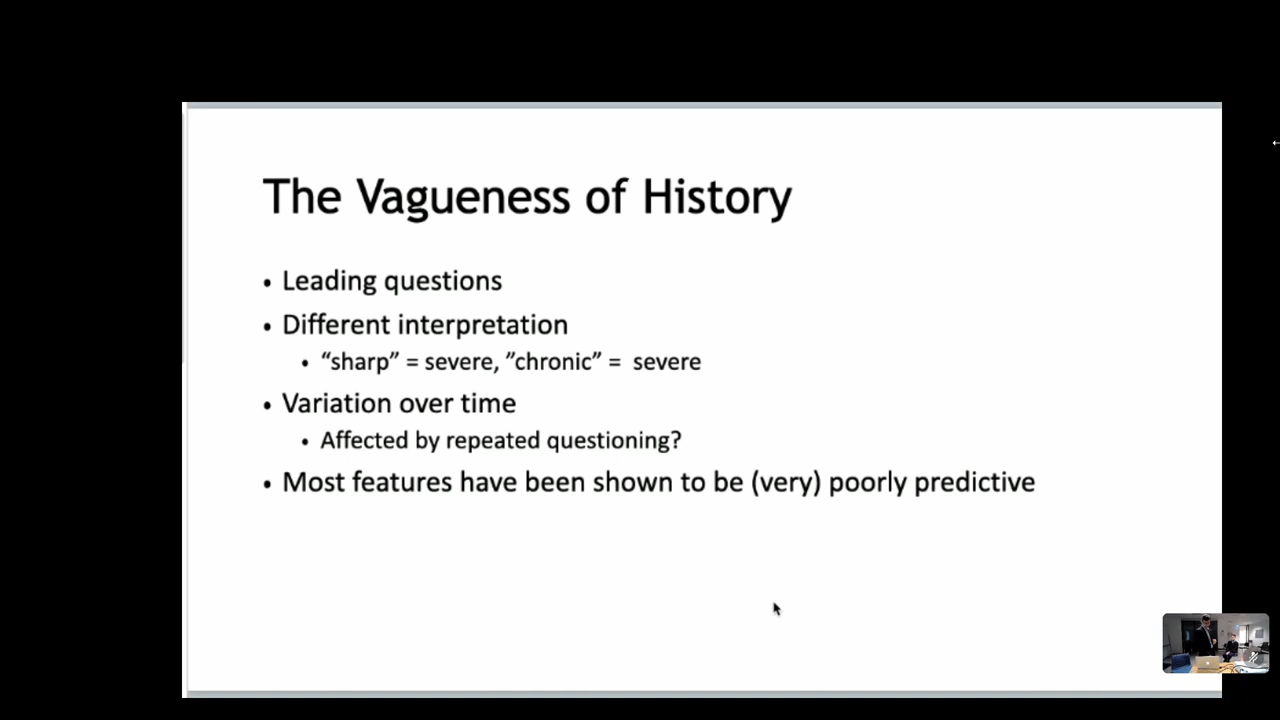 The Vagueness of History
• Leading questions
• Different interpretation
• “sharp” = severe, ”chronic” = severe
• Variation over time
• Affected by repeated questioning?
• Most features have been shown to be (very) poorly predictive